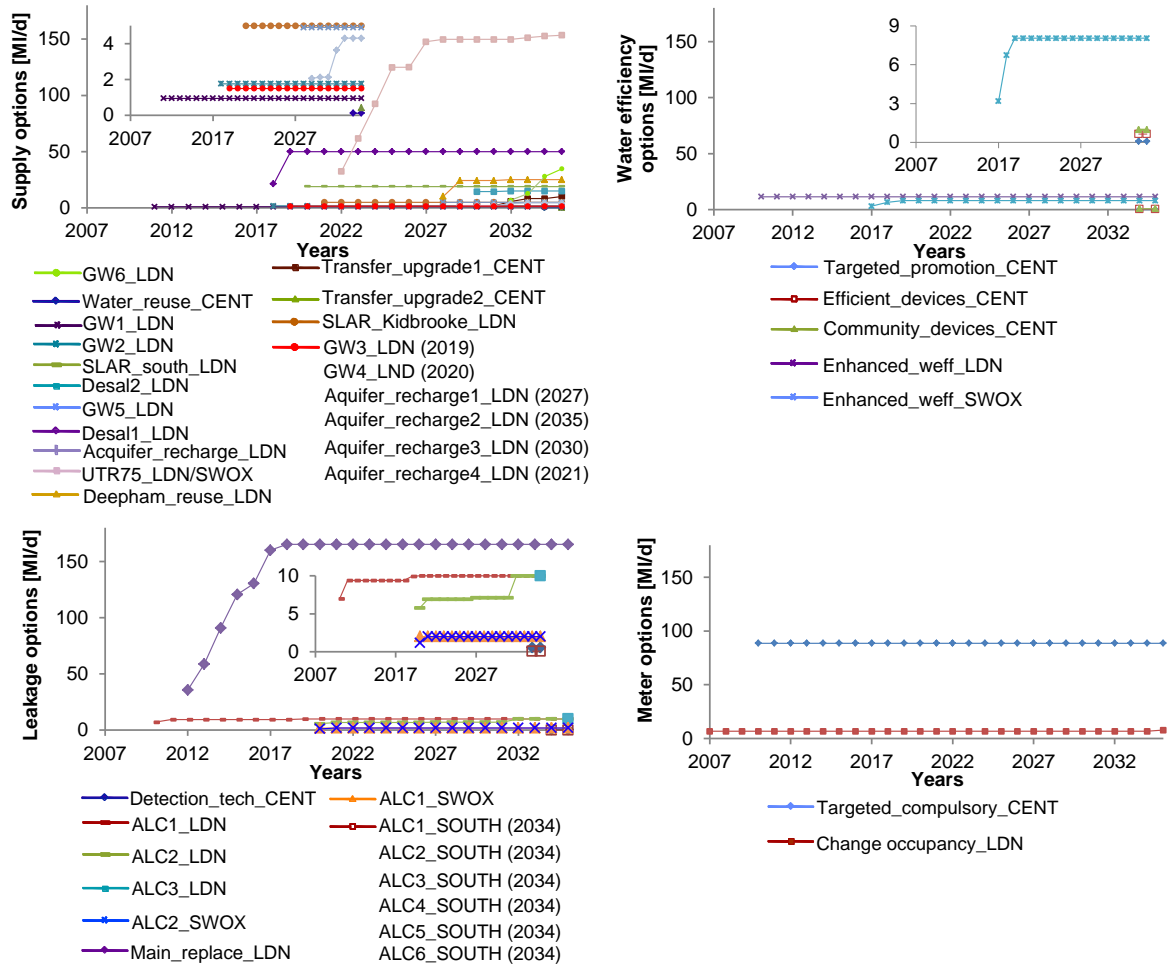 Supply options [Ml/d]
150
100
50
0
4
2
0
2007 2017 2027
2007 2012 2017 2022 2027 2032
Years
GW6_LDN
Water_reuse_CENT
GW1_LDN
GW2_LDN
SLAR_south_LDN
Desal2_LDN
GW5_LDN
Desal1_LDN
Acquifer_recharge_LDN
UTR75_LDN/SWOX
Deepham_reuse_LDN
Transfer_upgrade1_CENT
Transfer_upgrade2_CENT
SLAR_Kidbrooke_LDN
GW3_LDN (2019)
GW4_LND (2020)
Aquifer_recharge1_LDN (2027)
Aquifer_recharge2_LDN (2035)
Aquifer_recharge3_LDN (2030)
Aquifer_recharge4_LDN (2021)
Water efficiency
options [Ml/d]
150
100
50
0
9
6
3
0
2007 2017 2027
2007 2012 2017 2022 2027 2032
Years
Targeted_promotion_CENT
Efficient_devices_CENT
Community_devices_CENT
Enhanced_weff_LDN
Enhanced_weff_SWOX
Leakage options [Ml/d]
150
100
50
0
10
5
0
2007 2017 2027
2007 2012 2017 2022 2027 2032
Years
Detection_tech_CENT
ALC1_LDN
ALC2_LDN
ALC3_LDN
ALC2_SWOX
Main_replace_LDN
ALC1_SWOX
ALC1_SOUTH (2034)
ALC2_SOUTH (2034)
ALC3_SOUTH (2034)
ALC4_SOUTH (2034)
ALC5_SOUTH (2034)
ALC6_SOUTH (2034)
Meter options [Ml/d]
150
100
50
0
2007 2012 2017 2022 2027 2032
Years
Targeted_compulsory_CENT
Change occupancy_LDN